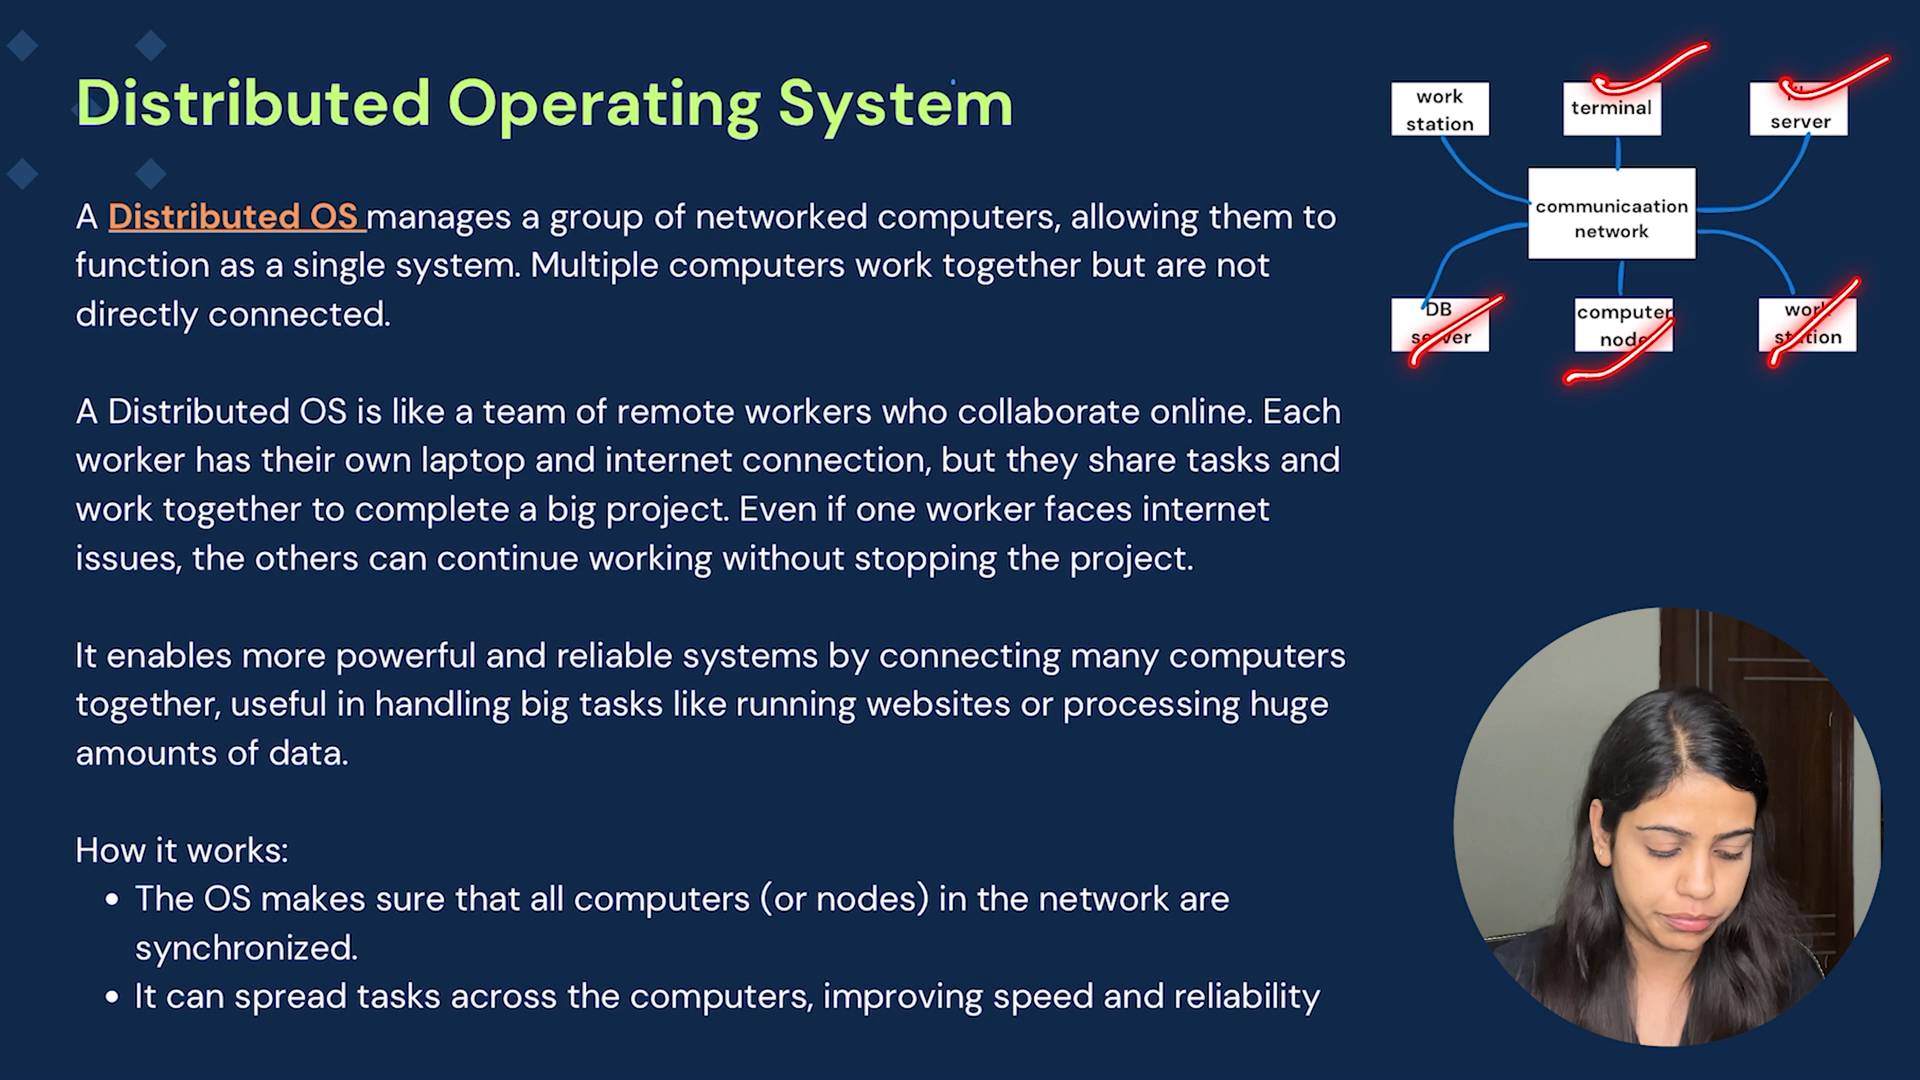 Distributed Operating System
A Distributed OS manages a group of networked computers, allowing them to
function as a single system. Multiple computers work together but are not
directly connected.
A Distributed OS is like a team of remote workers who collaborate online. Each
worker has their own laptop and internet connection, but they share tasks and
work together to complete a big project. Even if one worker faces internet
issues, the others can continue working without stopping the project.
It enables more powerful and reliable systems by connecting many computers
together, useful in handling big tasks like running websites or processing huge
amounts of data.
How it works:
• The OS makes sure that all computers (or nodes) in the network are
synchronized.
• It can spread tasks across the computers, improving speed and reliability
work
station
terminal
server
communicaation
network
DB
server
computer
node
work
station